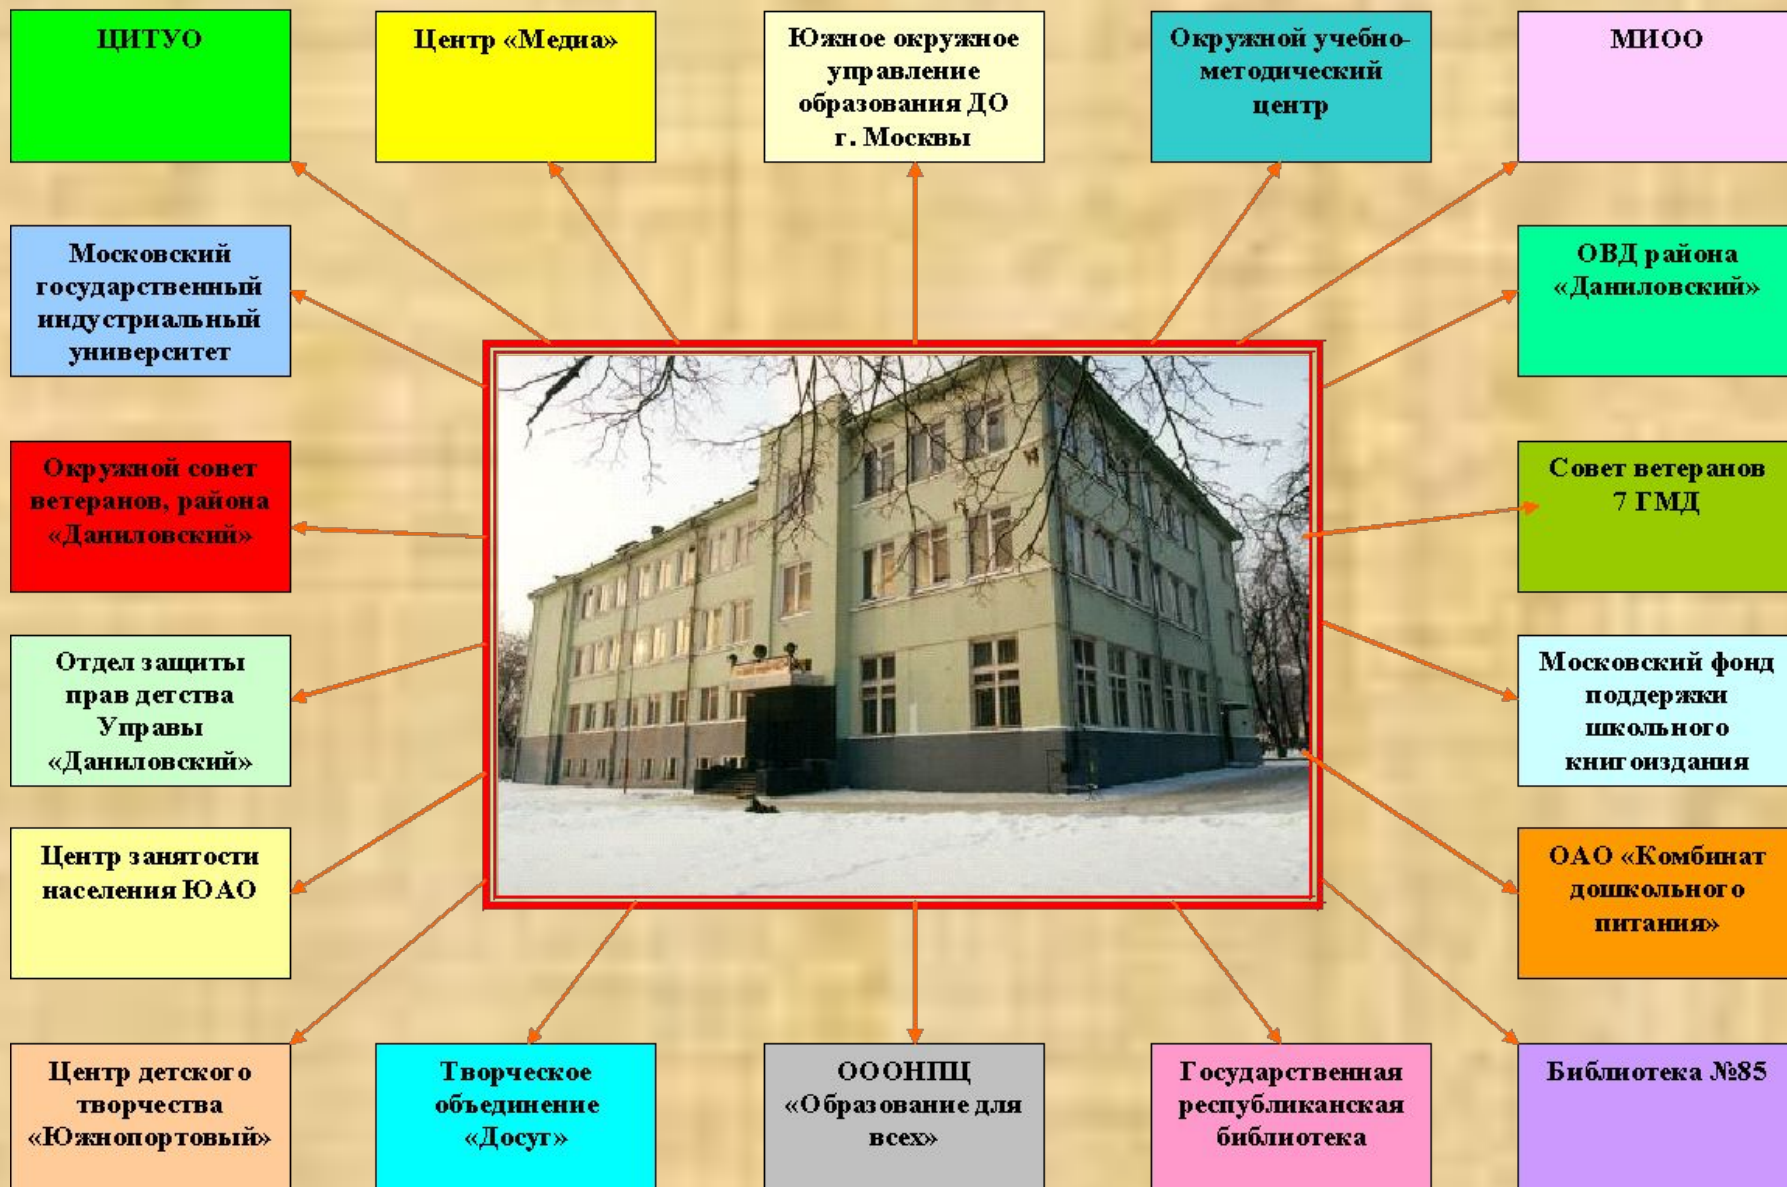 ЦИТУО
Центр «Медиа»
Южное окружное
управление
образования ДО
г. Москвы
Окружной учебно-
методический
центр
МИОО
Московский
государственный
индустриальный
университет
ОВД района
«Даниловский»
Окружной совет
ветеранов, района
«Даниловский»
Совет ветеранов
7 ГМД
Отдел защиты
прав детства
Управы
«Даниловский»
Московский фонд
поддержки
школьного
книгоиздания
Центр занятости
населения ЮАО
ОАО «Комбинат
дошкольного
питания»
Центр детского
творчества
«Южнопортовый»
Творческое
объединение
«Досуг»
ОООНПЦ
«Образование для
всех»
Государственная
республиканская
библиотека
Библиотека №85